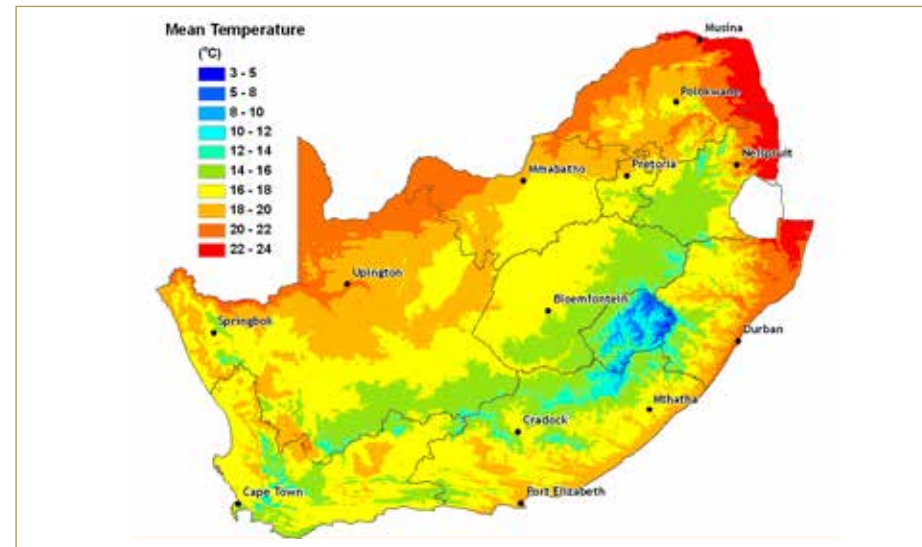 Mean Temperature
(°C)
3 - 5
5 - 8
8 - 10
10 - 12
12 - 14
14 - 16
16 - 18
18 - 20
20 - 22
22 - 24
Musina
Polokwane
Nelspruit
Pretoria
Mmabatho
Upington
Bloemfontein
Springbok
Durban
Mthatha
Cradock
Cape Town
Port Elizabeth